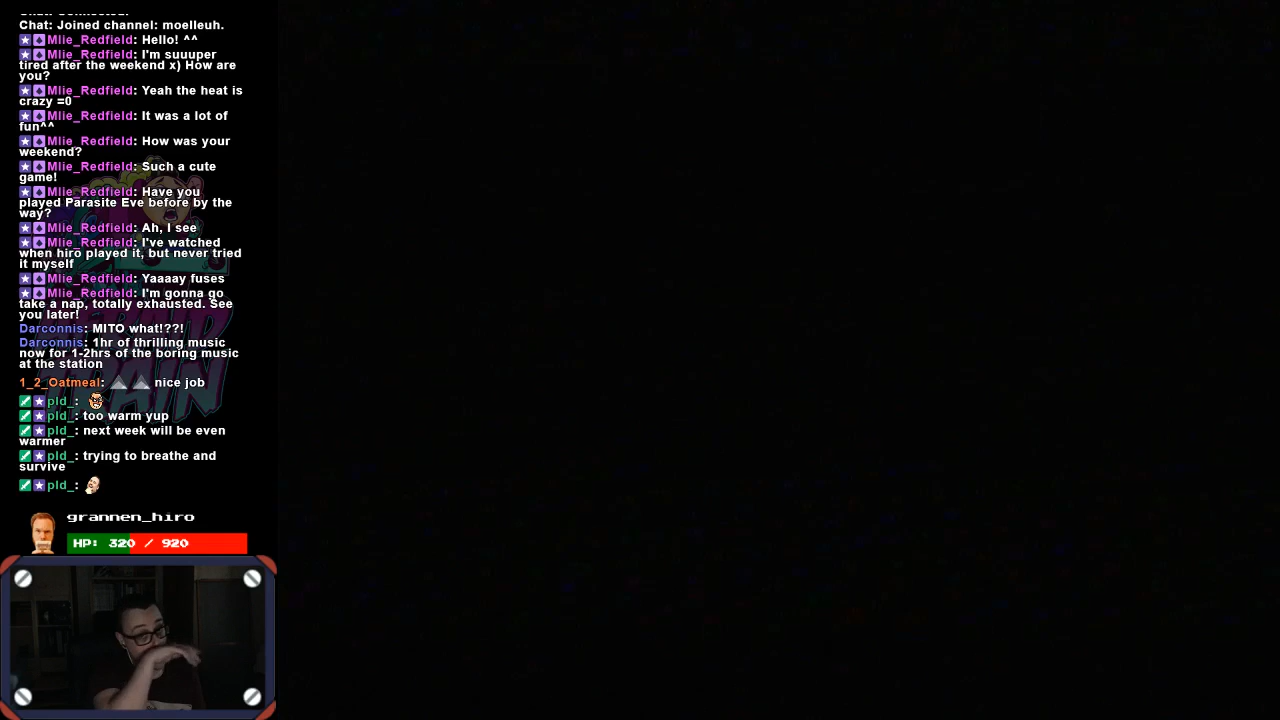 Chat: Joined channel: moelleuh.
Mlie_Redfield: Hello! ^^
Mlie_Redfield: I'm suuuper
tired after the weekend x) How are
you?
Mlie_Redfield: Yeah the heat is
crazy =0
Mlie_Redfield: It was a lot of
fun^^
Mlie_Redfield: How was your
weekend?
Mlie_Redfield: Such a cute
game!
Mlie_Redfield: Have you
played Parasite Eve before by the
way?
Mlie_Redfield: Ah, I see
Mlie_Redfield: I've watched
when hiro played it, but never tried
it myself
Mlie_Redfield: Yaaaay fuses
Mlie_Redfield: I'm gonna go
take a nap, totally exhausted. See
you later!
Darconnis: MITO what!??!
Darconnis: 1hr of thrilling music
now for 1-2hrs of the boring music
at the station
1_2_Oatmeal: nice job
pld_:
pld_: too warm yup
pld_: next week will be even
warmer
pld_: trying to breathe and
survive
pld_:
grannen_hiro
HP: 320 / 920
TRAIN